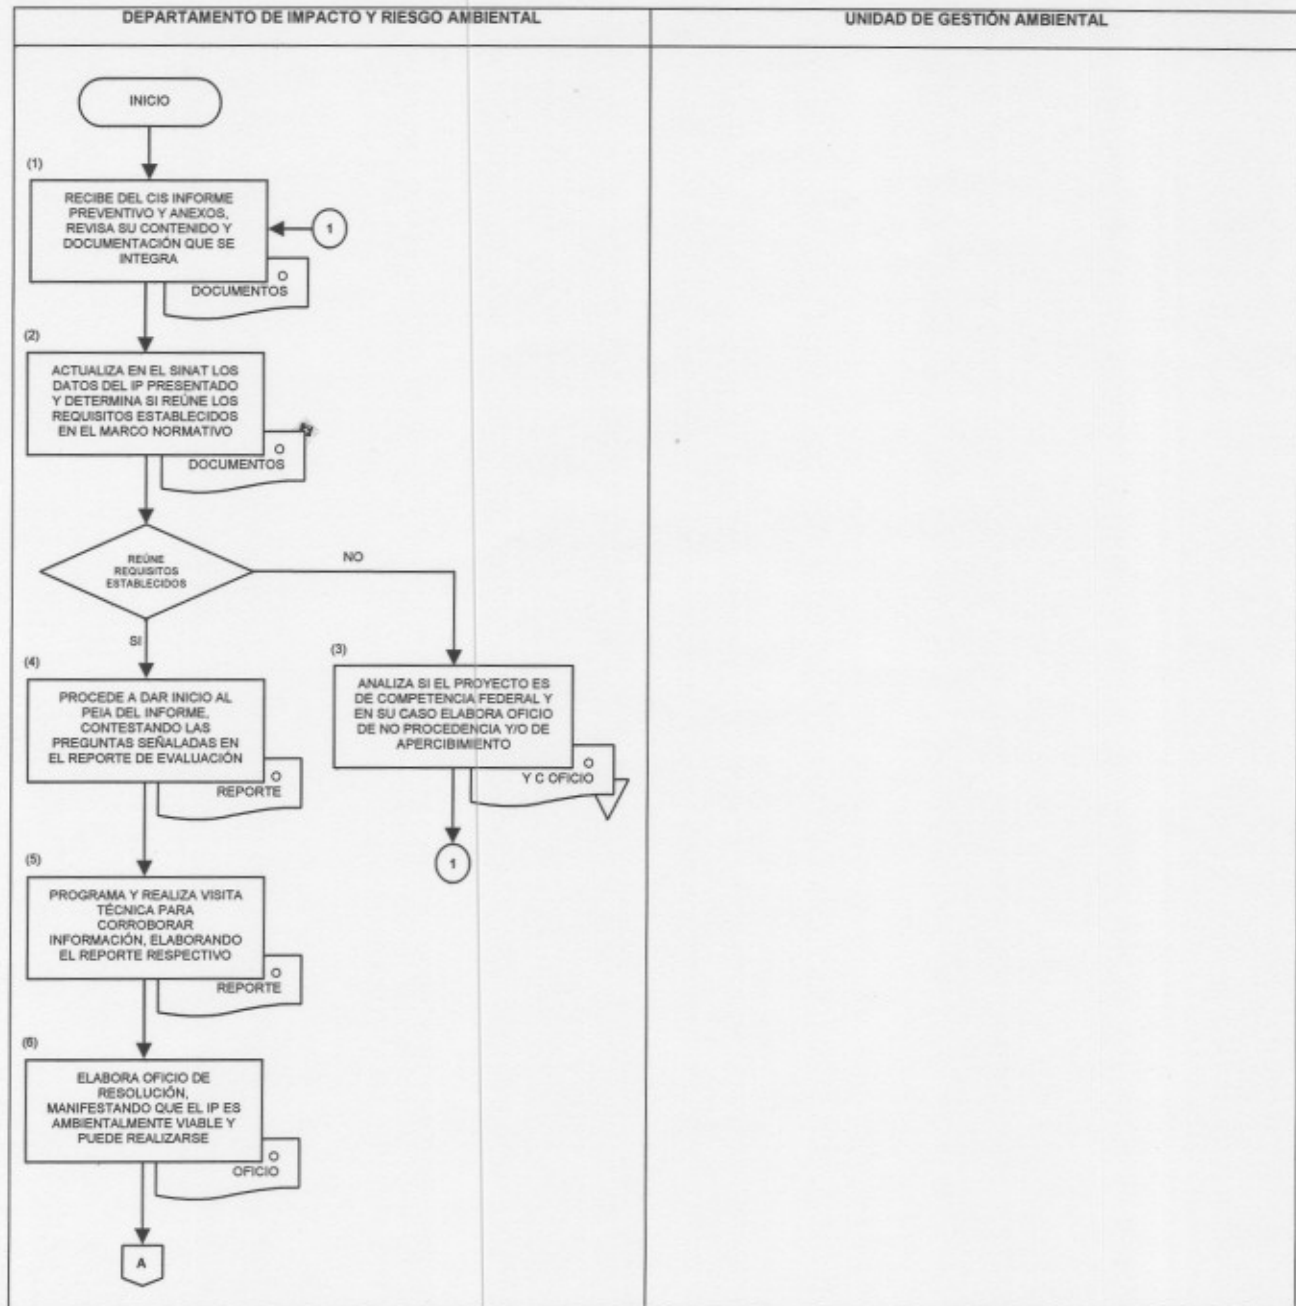 DEPARTAMENTO DE IMPACTO Y RIESGO AMBIENTAL
UNIDAD DE GESTIÓN AMBIENTAL
INICIO
(1)
RECIBE DEL CIS INFORME
PREVENTIVO Y ANEXOS,
REVISA SU CONTENIDO Y
DOCUMENTACIÓN QUE SE
INTEGRA
1
O
DOCUMENTOS
(2)
ACTUALIZA EN EL SINAT LOS
DATOS DEL IP PRESENTADO
Y DETERMINA SI REÚNE LOS
REQUISITOS ESTABLECIDOS
EN EL MARCO NORMATIVO
O
DOCUMENTOS
REÚNE
REQUISITOS
ESTABLECIDOS
NO
SI
(3)
ANALIZA SI EL PROYECTO ES
DE COMPETENCIA FEDERAL Y
EN SU CASO ELABORA OFICIO
DE NO PROCEDENCIA Y/O DE
APERCIBIMIENTO
O
Y C OFICIO
1
(4)
PROCEDE A DAR INICIO AL
PEIA DEL INFORME,
CONTESTANDO LAS
PREGUNTAS SEÑALADAS EN
EL REPORTE DE EVALUACIÓN
O
REPORTE
(5)
PROGRAMA Y REALIZA VISITA
TÉCNICA PARA
CORROBORAR
INFORMACIÓN, ELABORANDO
EL REPORTE RESPECTIVO
O
REPORTE
(6)
ELABORA OFICIO DE
RESOLUCIÓN,
MANIFESTANDO QUE EL IP ES
AMBIENTALMENTE VIABLE Y
PUEDE REALIZARSE
O
OFICIO
A